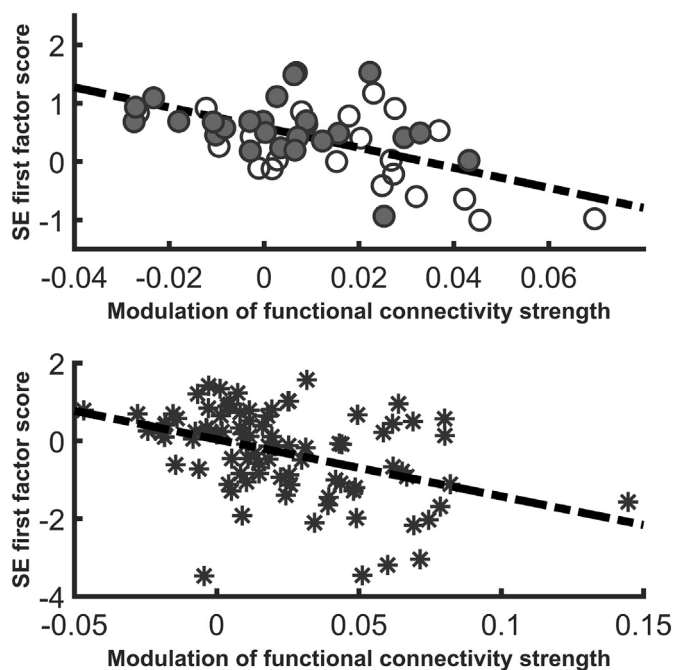 SE first factor score
2
1
0
-1
-0.04 -0.02 0 0.02 0.04 0.06
Modulation of functional connectivity strength
SE first factor score
2
0
-2
-4
-0.05 0 0.05 0.1 0.15
Modulation of functional connectivity strength